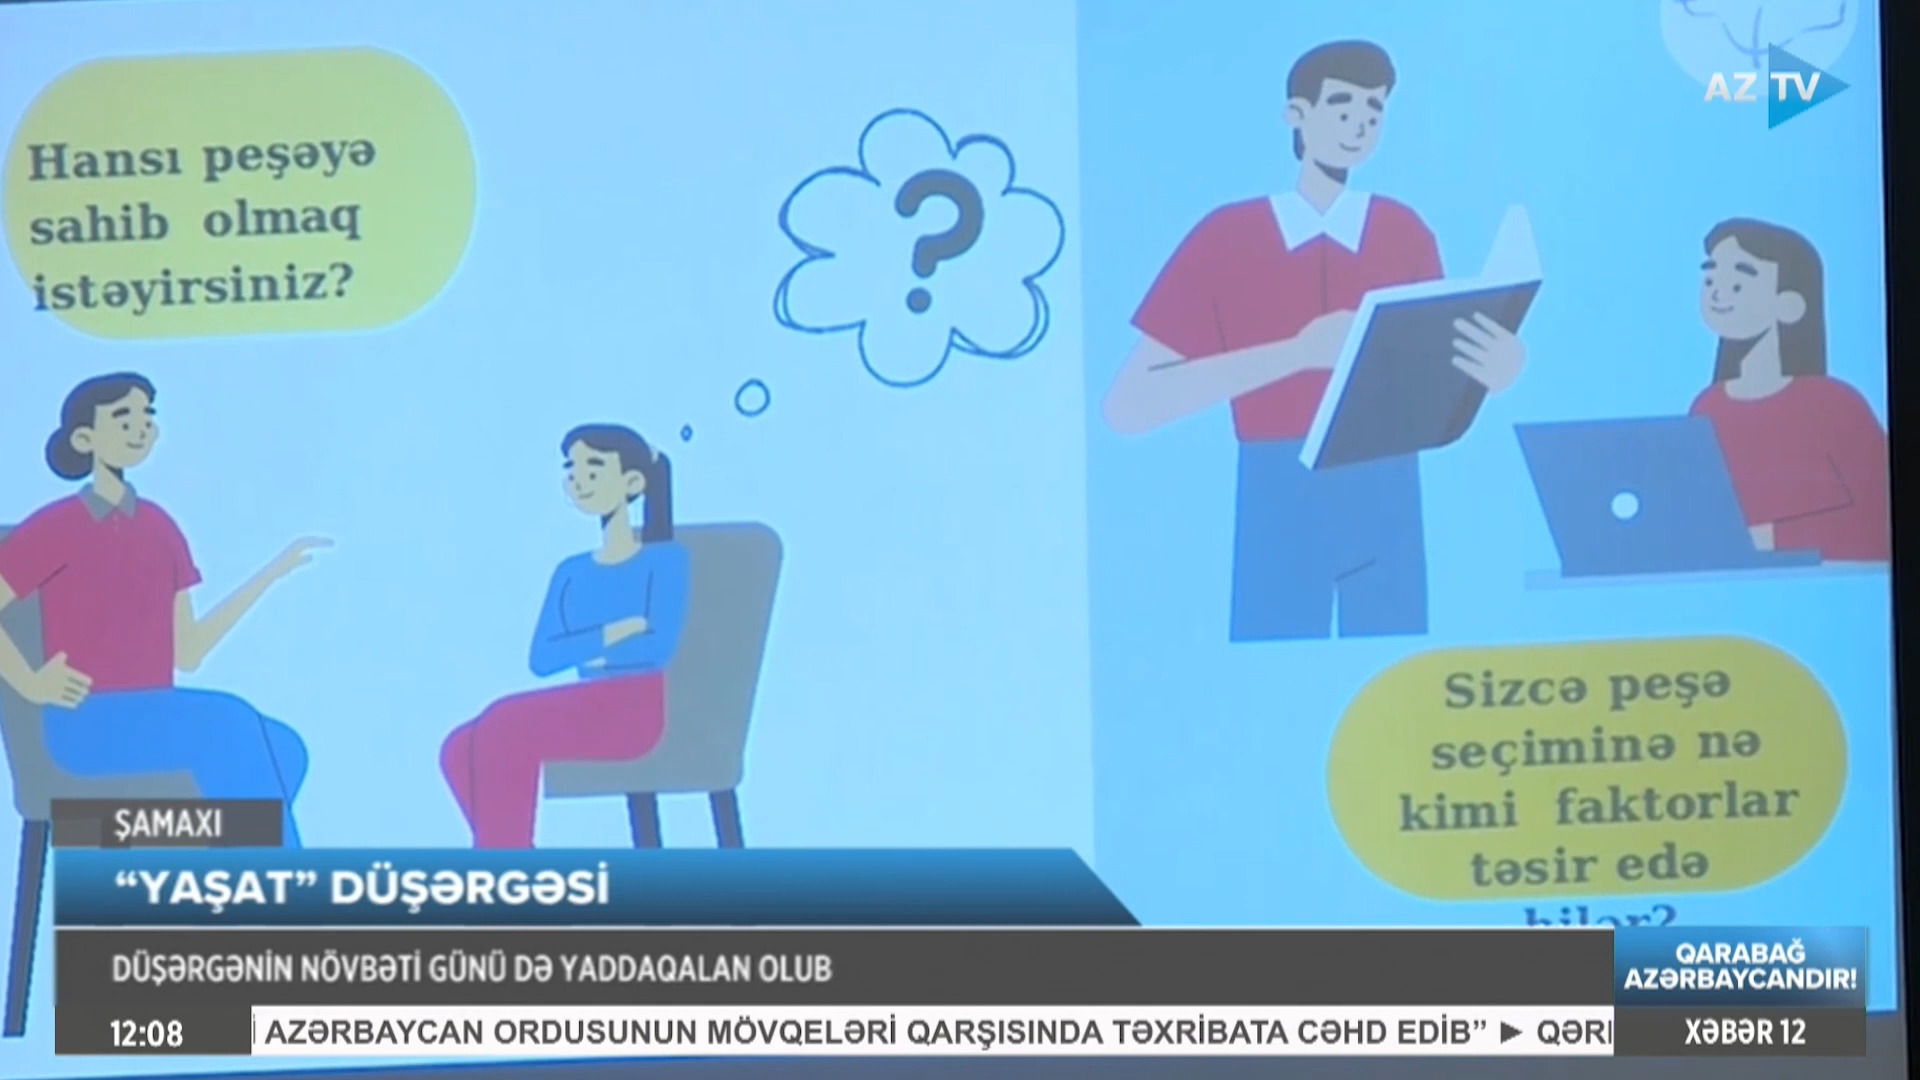 AZ TV
Hansı peşəyə
sahib olmaq
istəyirsiniz?
Sizcə peşə
seçiminə nə
kimi faktorlar
təsir edə
bilər?
ŞAMAXI
“YAŞAT” DÜŞƏRGƏSİ
DÜŞƏRGƏNİN NÖVBƏTİ GÜNÜ DƏ YADDAQALAN OLUB
QARABAĞ
AZƏRBAYCANDIR!
12:08
AZƏRBAYCAN ORDUSUNUN MÖVQELƏRİ QARŞISINDA TƏXRİBATA CƏHD EDİB” ►
XƏBƏR 12